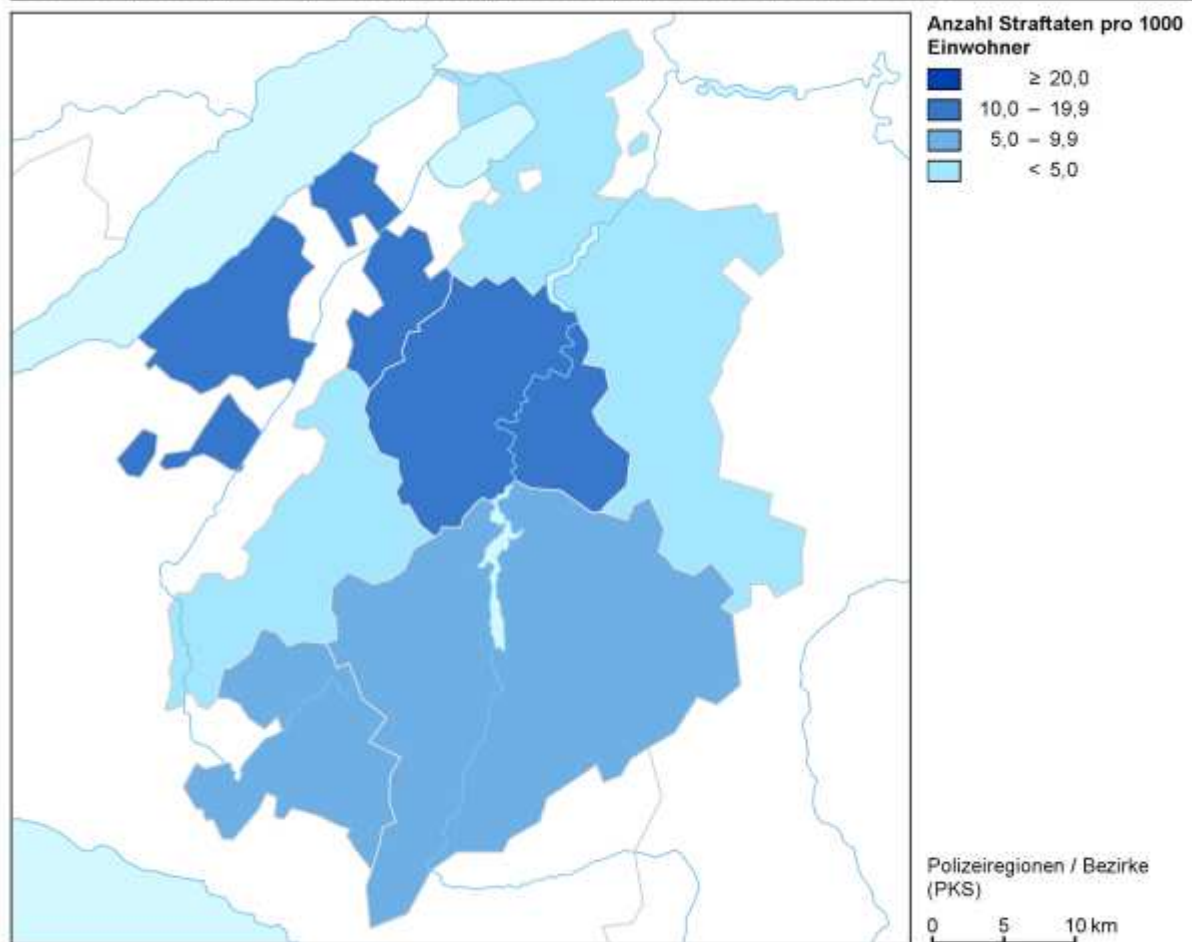 Anzahl Straftaten pro 1000
Einwohner
≥ 20,0
10,0 – 19,9
5,0 – 9,9
< 5,0
Polizeiregionen / Bezirke
(PKS)
0 5 10 km